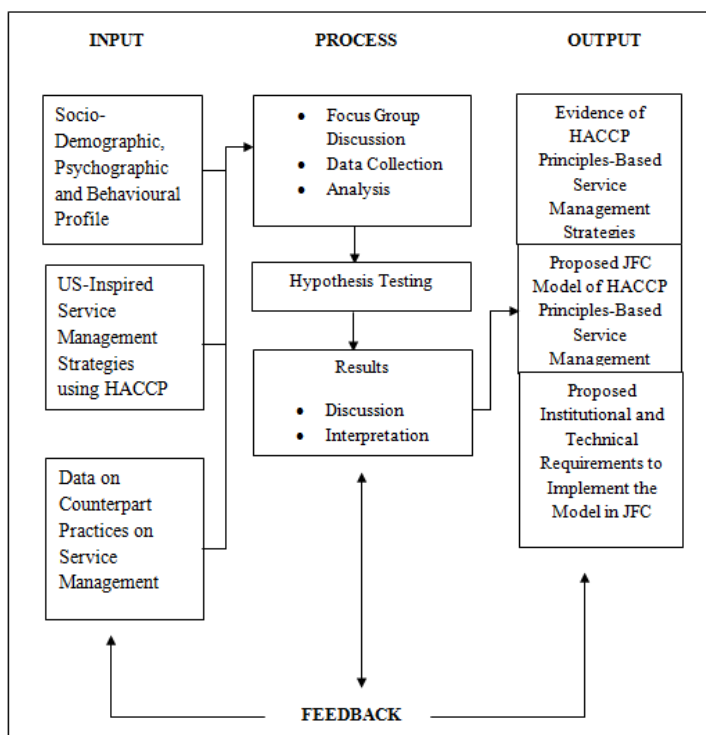 INPUT
PROCESS
OUTPUT
Socio-
Demographic,
Psychographic
and Behavioural
Profile
US-Inspired
Service
Management
Strategies
using HACCP
Data on
Counterpart
Practices on
Service
Management
• Focus Group
Discussion
• Data Collection
• Analysis
Hypothesis Testing
Results
• Discussion
• Interpretation
Evidence of
HACCP
Principles-Based
Service
Management
Strategies
Proposed JFC
Model of HACCP
Principles-Based
Service
Management
Proposed
Institutional and
Technical
Requirements to
Implement the
Model in JFC
FEEDBACK